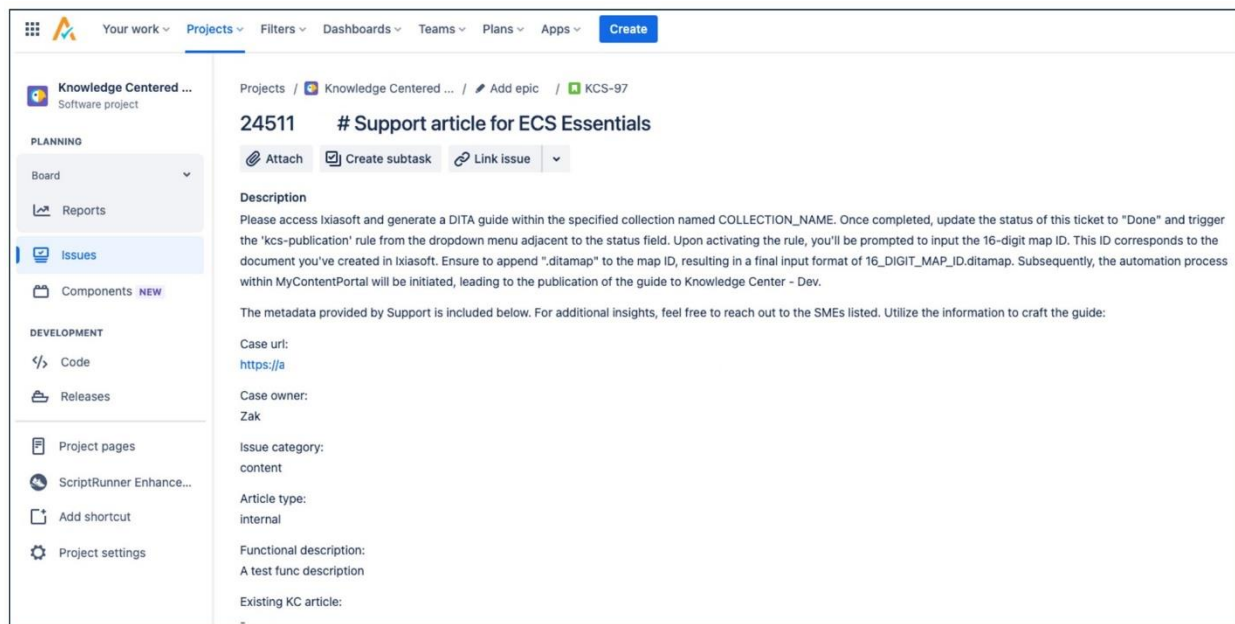 Your work Projects Filters Dashboards Teams Plans Apps Create
Knowledge Centered ...
Software project
PLANNING
Board
Reports
Issues
Components NEW
DEVELOPMENT
Code
Releases
Project pages
ScriptRunner Enhance...
Add shortcut
Project settings
Projects / Knowledge Centered ... / Add epic / KCS-97
24511 # Support article for ECS Essentials
Attach Create subtask Link issue
Description
Please access Ixiasoft and generate a DITA guide within the specified collection named COLLECTION_NAME. Once completed, update the status of this ticket to "Done" and trigger
the 'kcs-publication' rule from the dropdown menu adjacent to the status field. Upon activating the rule, you'll be prompted to input the 16-digit map ID. This ID corresponds to the
document you've created in Ixiasoft. Ensure to append ".ditamap" to the map ID, resulting in a final input format of 16_DIGIT_MAP_ID.ditamap. Subsequently, the automation process
within MyContentPortal will be initiated, leading to the publication of the guide to Knowledge Center - Dev.
The metadata provided by Support is included below. For additional insights, feel free to reach out to the SMEs listed. Utilize the information to craft the guide:
Case url:
https://a
Case owner:
Zak
Issue category:
content
Article type:
internal
Functional description:
A test func description
Existing KC article:
-